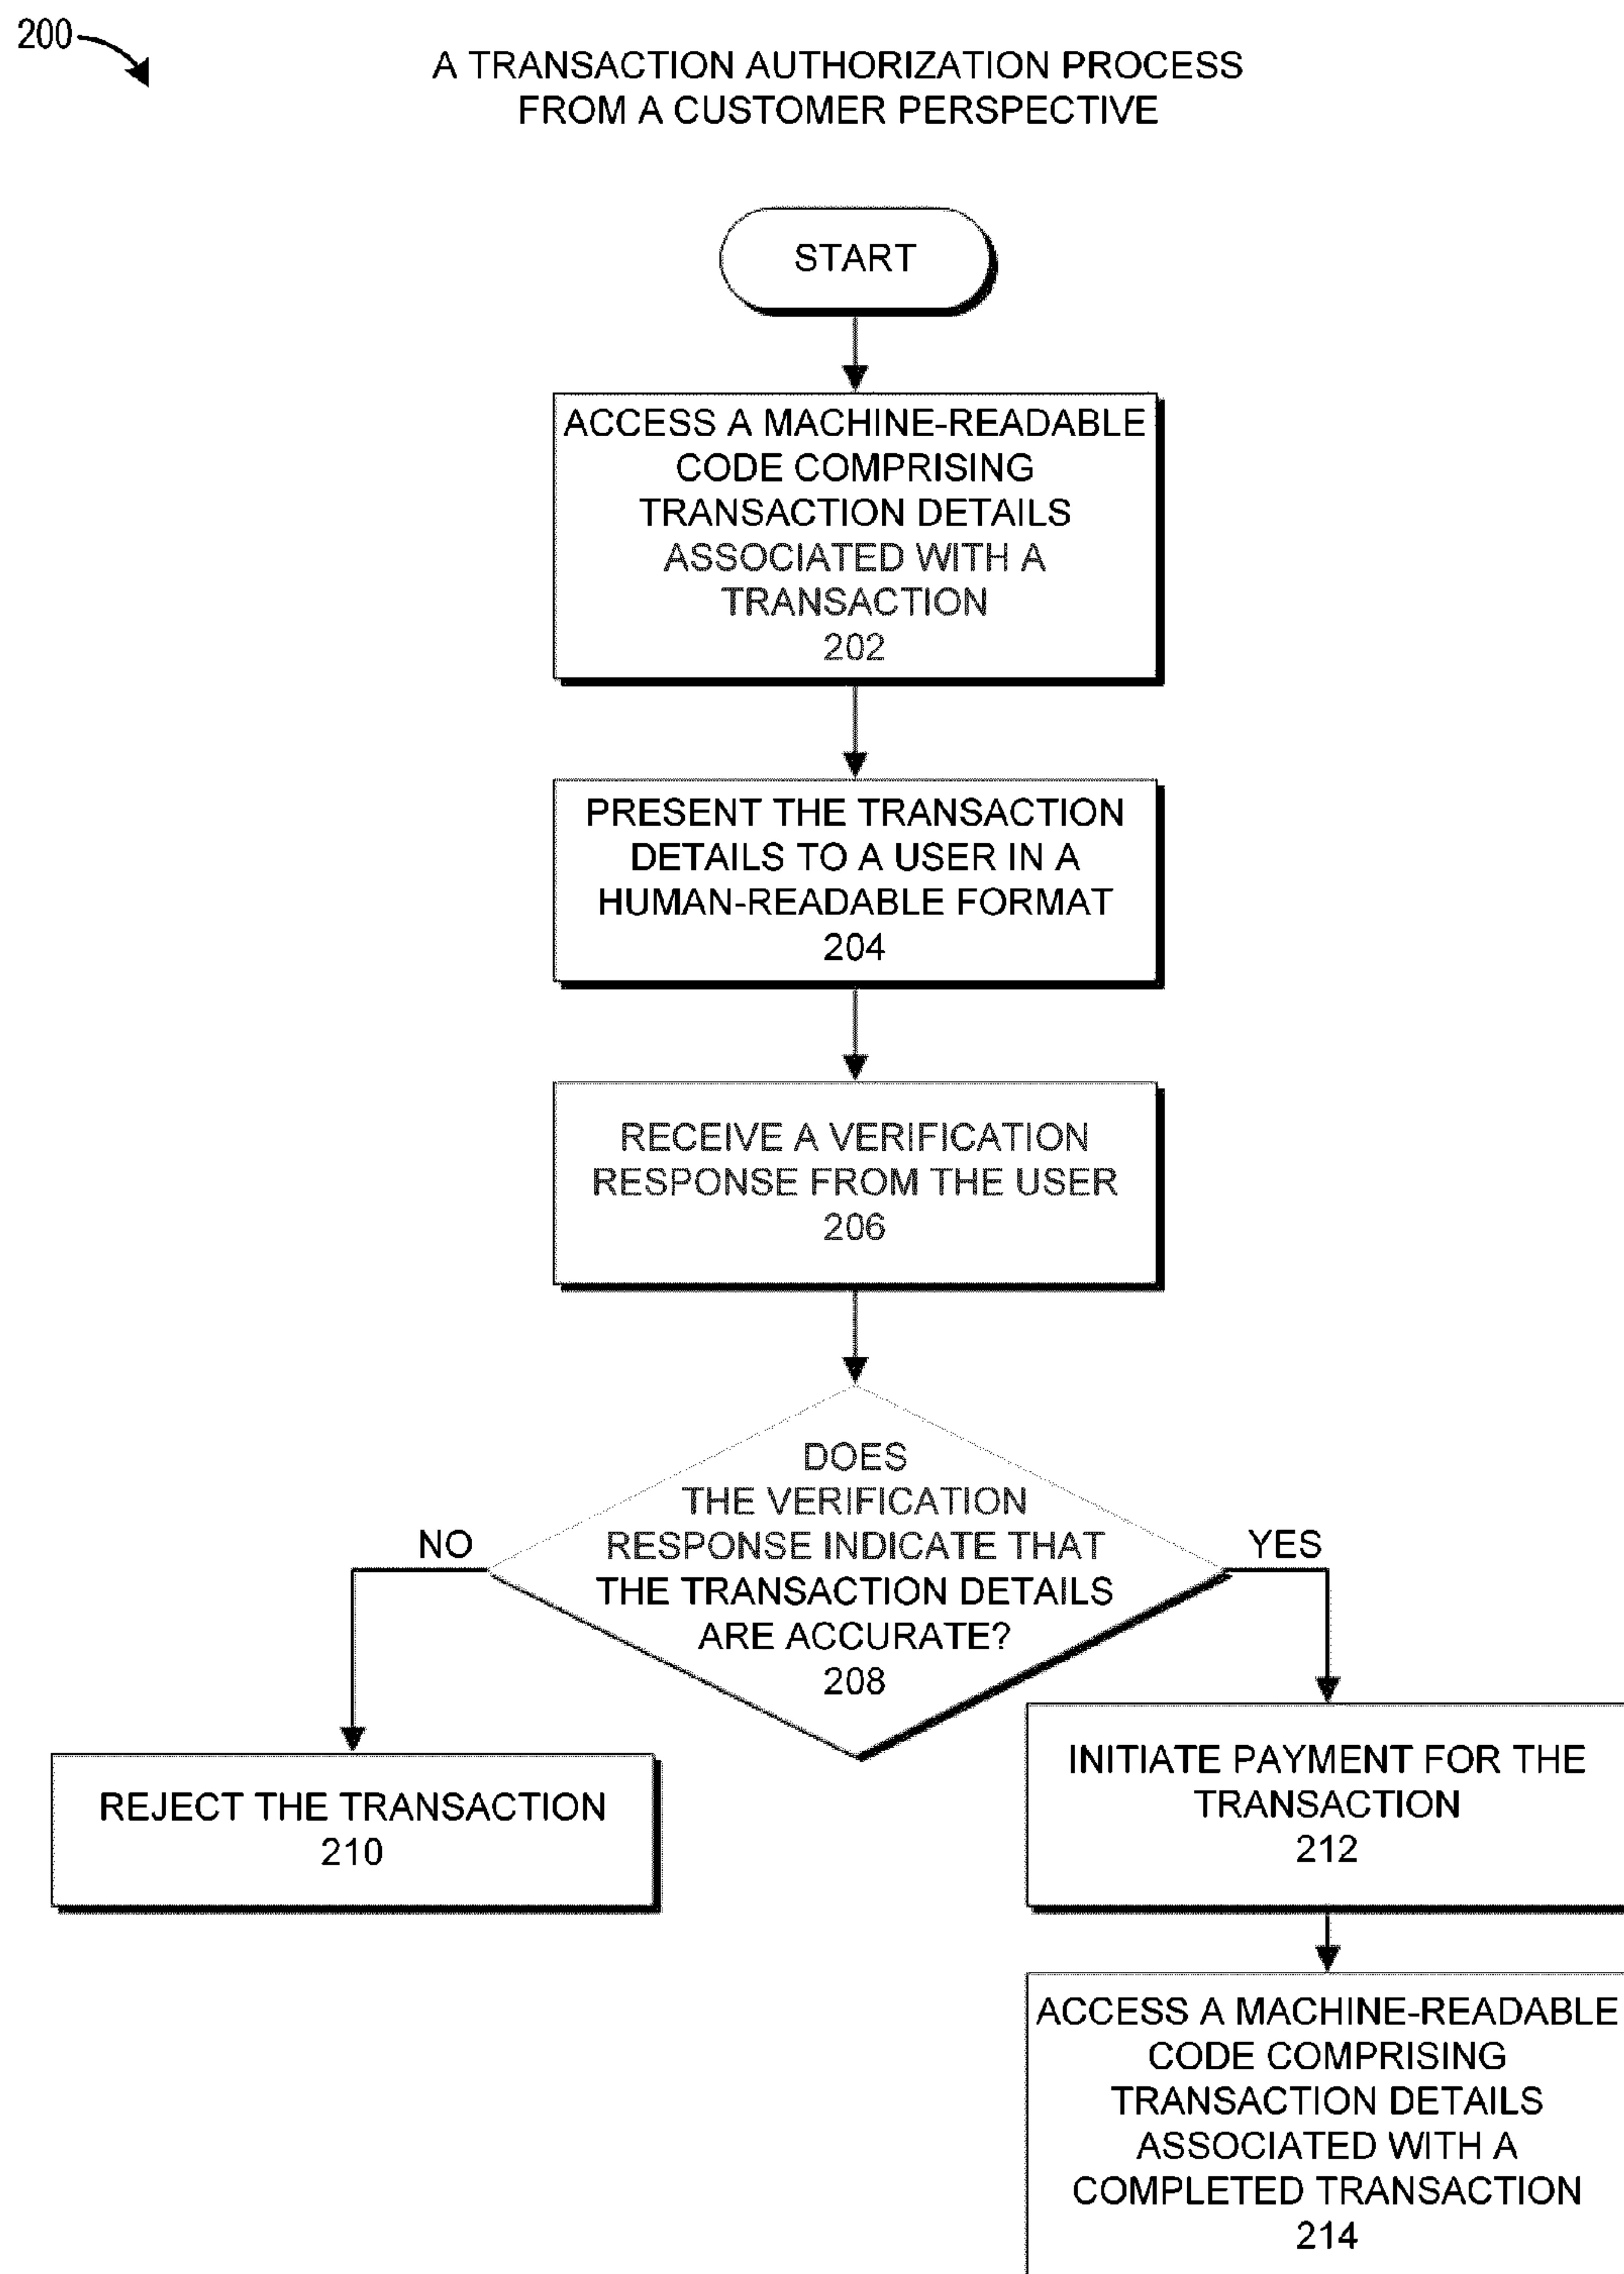 200
A TRANSACTION AUTHORIZATION PROCESS
FROM A CUSTOMER PERSPECTIVE
START
ACCESS A MACHINE-READABLE
CODE COMPRISING
TRANSACTION DETAILS
ASSOCIATED WITH A
TRANSACTION
202
PRESENT THE TRANSACTION
DETAILS TO A USER IN A
HUMAN-READABLE FORMAT
204
RECEIVE A VERIFICATION
RESPONSE FROM THE USER
206
DOES
THE VERIFICATION
RESPONSE INDICATE THAT
THE TRANSACTION DETAILS
ARE ACCURATE?
208
NO
YES
REJECT THE TRANSACTION
210
INITIATE PAYMENT FOR THE
TRANSACTION
212
ACCESS A MACHINE-READABLE
CODE COMPRISING
TRANSACTION DETAILS
ASSOCIATED WITH A
COMPLETED TRANSACTION
214